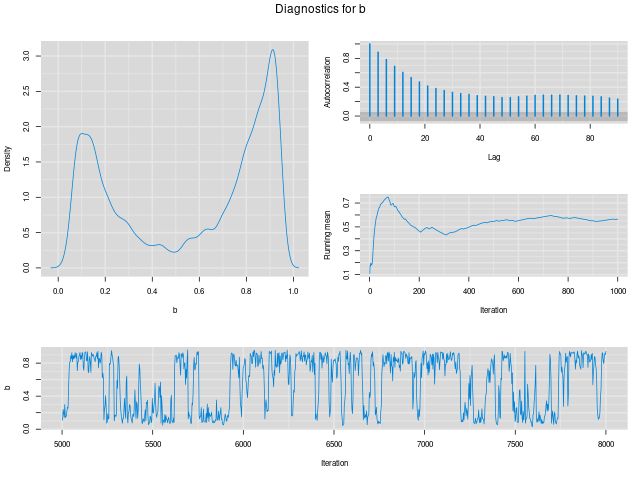 Diagnostics for b
Density
0.0 0.5 1.0 1.5 2.0 2.5 3.0
0.0 0.2 0.4 0.6 0.8 1.0
b
Autocorrelation
0.0 0.4 0.8
0 20 40 60 80
Lag
Running mean
0.1 0.3 0.5 0.7
0 200 400 600 800 1000
Iteration
b
0.0 0.4 0.8
5000 5500 6000 6500 7000 7500 8000
Iteration